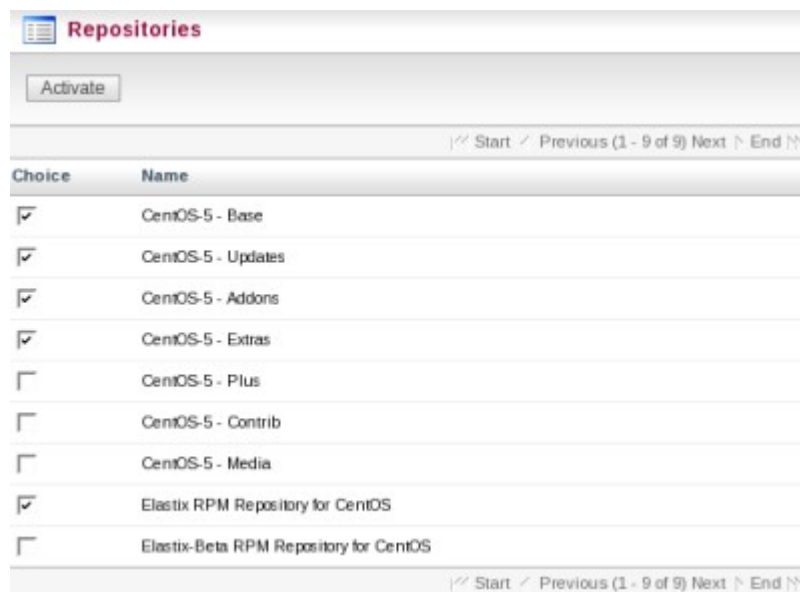 Repositories
Activate
Start Previous (1 - 9 of 9) Next End
Choice Name
CentOS-5 - Base
CentOS-5 - Updates
CentOS-5 - Addons
CentOS-5 - Extras
CentOS-5 - Plus
CentOS-5 - Contrib
CentOS-5 - Media
Elastix RPM Repository for CentOS
Elastix-Beta RPM Repository for CentOS
Start Previous (1 - 9 of 9) Next End